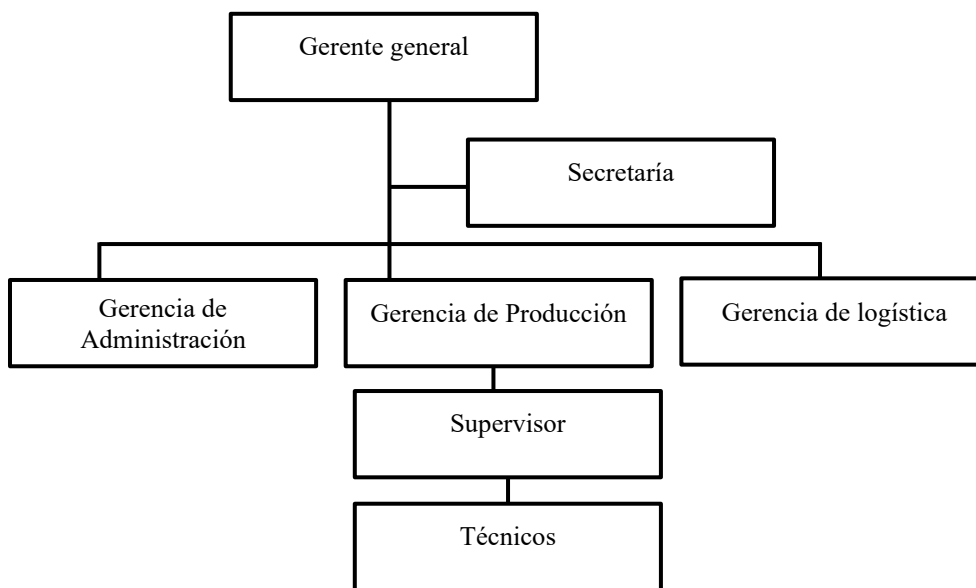 Gerente general
Secretaría
Gerencia de
Administración
Gerencia de Producción
Gerencia de logística
Supervisor
Técnicos